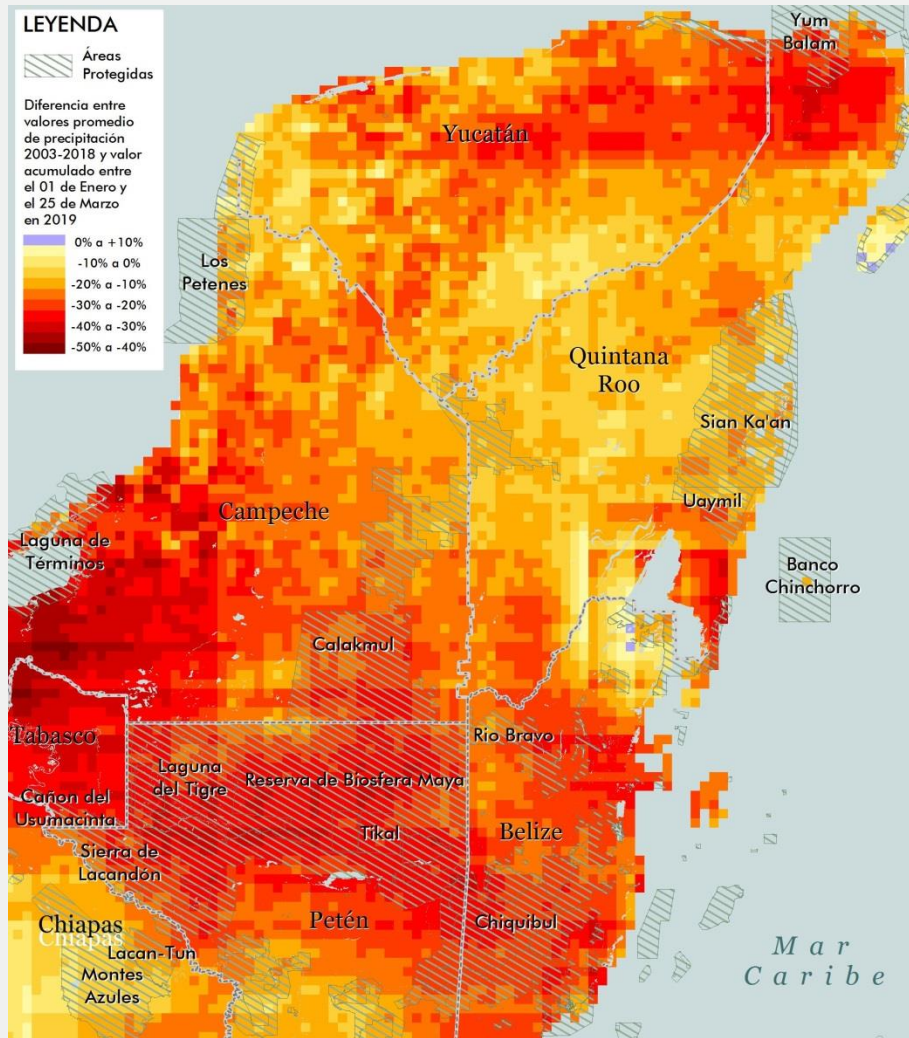 LEYENDA
Áreas
Protegidas
Diferencia entre
valores promedio
de precipitación
2003-2018 y valor
acumulado entre
el 01 de Enero y
el 25 de Marzo
en 2019
0% a +10%
-10% a 0%
-20% a -10%
-30% a -20%
-40% a -30%
-50% a -40%
Yum
Balam
Yucatán
Los
Petenes
Quintana
Roo
Sian Ka'an
Uaymil
Campeche
Laguna de
Términos
Banco
Chinchorro
Calakmul
Tabasco
Rio Bravo
Laguna
del Tigre
Reserva de Biosfera Maya
Cañon del
Usumacinta
Tikal
Belize
Sierra de
Lacandón
Petén
Chiquibul
Chiapas
Chiapas
Lacan-Tun
Montes
Azules
Mar
Caribe